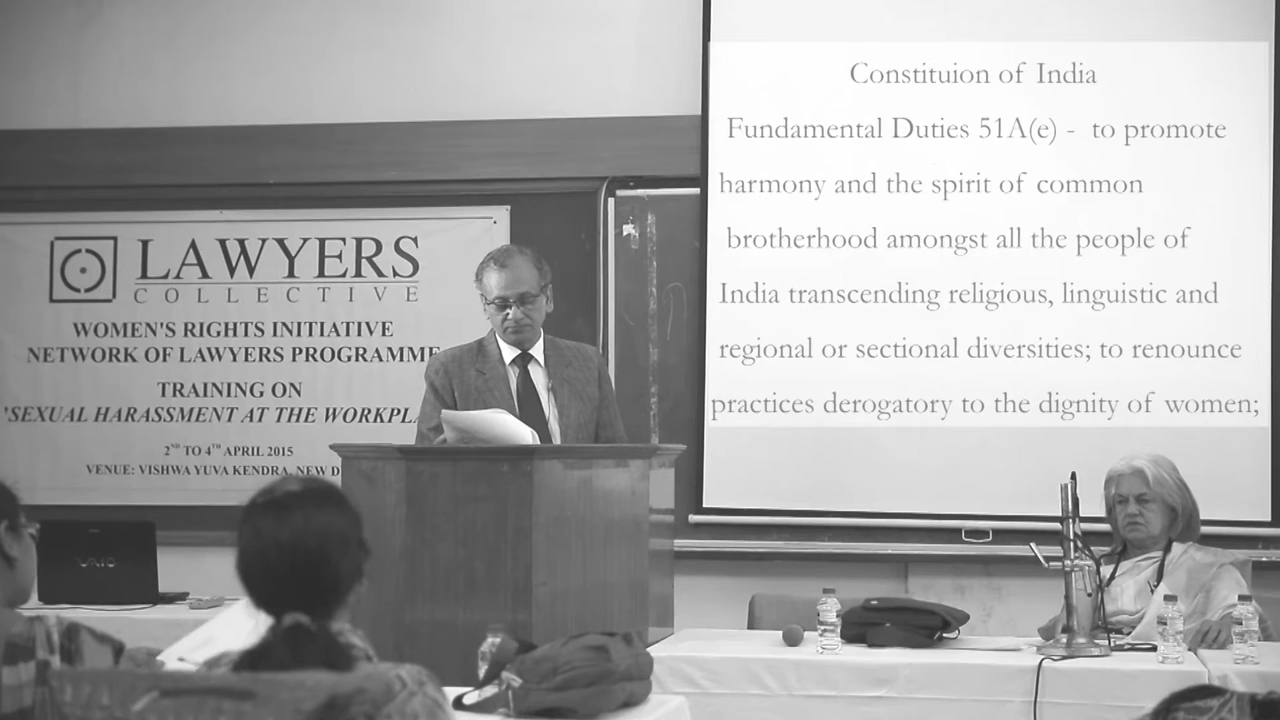 LAWYERS
COLLECTIVE
WOMEN'S RIGHTS INITIATIVE
NETWORK OF LAWYERS PROGRAMME
TRAINING ON
'SEXUAL HARASSMENT AT THE WORKPL
2ND TO 4TH APRIL 2015
VENUE: VISHWA YUVA KENDRA, NEW D
VAIO
Constituion of India
Fundamental Duties 51A(e) - to promote
harmony and the spirit of common
brotherhood amongst all the people of
India transcending religious, linguistic and
regional or sectional diversities; to renounce
practices derogatory to the dignity of women;